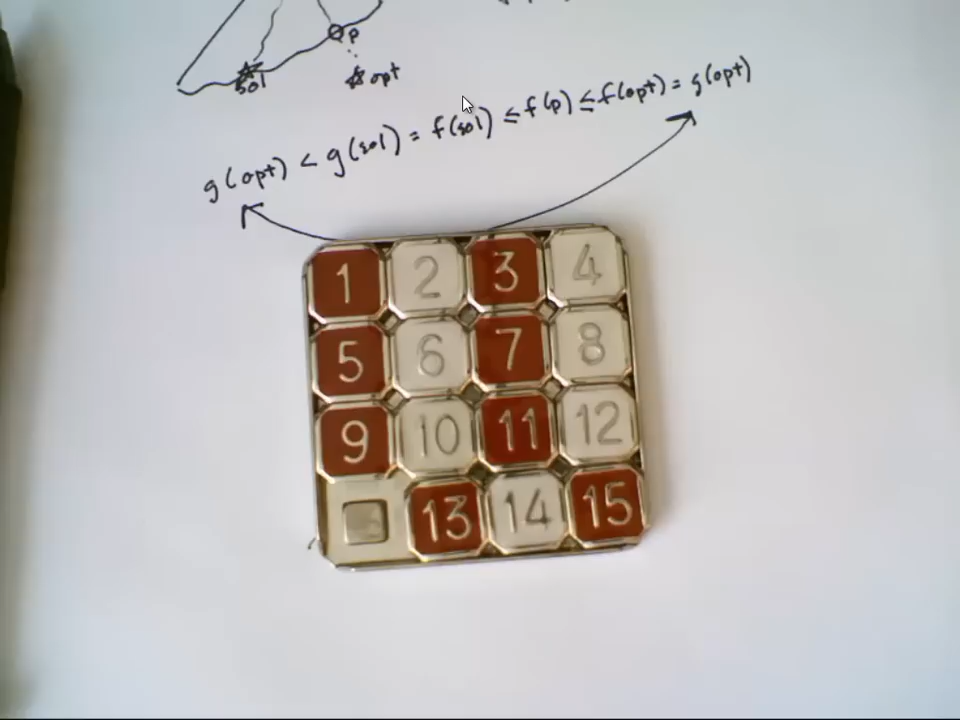 p
sol
opt
g(opt) < g(sol) = f(sol) ≤ f(p) ≤ f(opt) = g(opt)
1 2 3 4
5 6 7 8
9 10 11 12
13 14 15